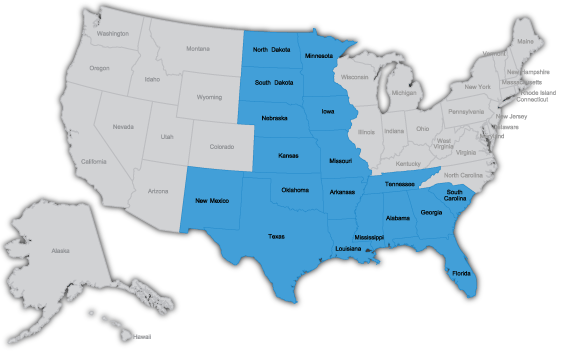 Washington
Montana
North Dakota
Minnesota
Maine
Vermont
New Hampshire
Oregon
Idaho
South Dakota
Wisconsin
Michigan
New York
Massachusetts
Rhode Island
Connecticut
Wyoming
Nebraska
Iowa
Pennsylvania
New Jersey
Nevada
Utah
Colorado
Kansas
Missouri
Illinois
Indiana
Ohio
West
Virginia
Virginia
Delaware
Maryland
Kentucky
California
Arizona
New Mexico
Oklahoma
Arkansas
Tennessee
North Carolina
South
Carolina
Texas
Louisiana
Mississippi
Alabama
Georgia
Florida
Alaska
Hawaii